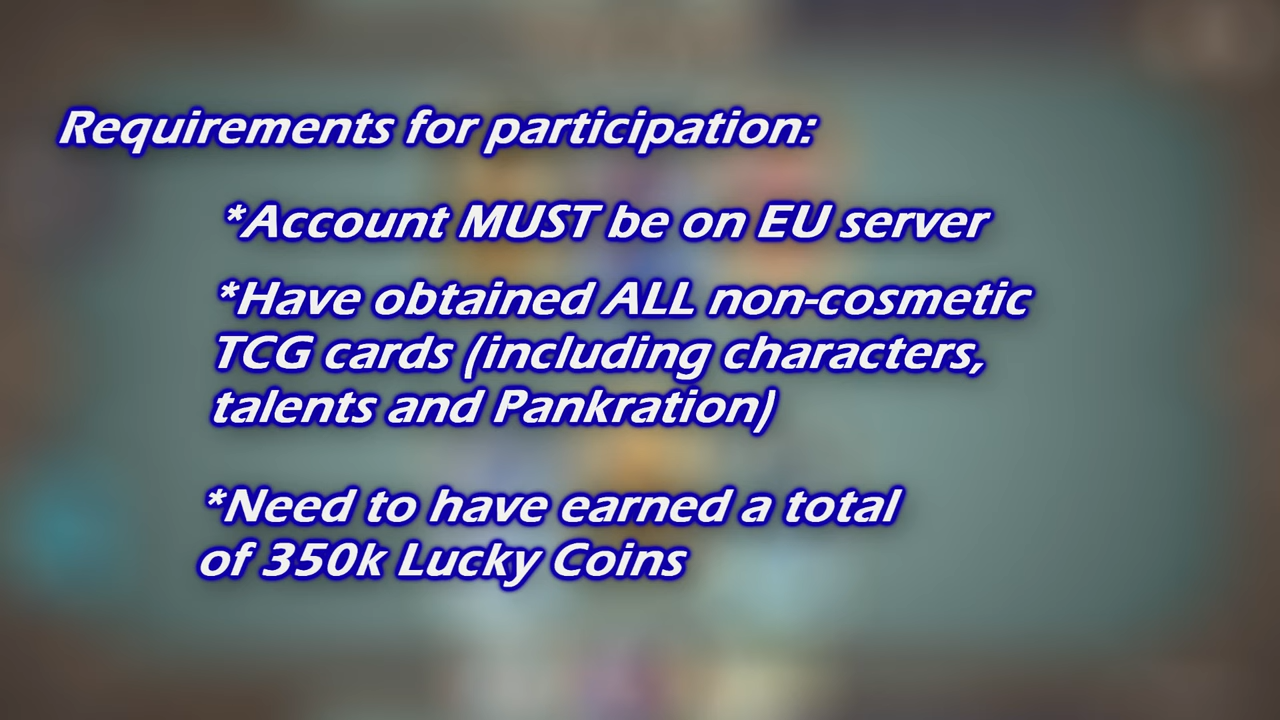 Requirements for participation:
*Account MUST be on EU server
*Have obtained ALL non-cosmetic
TCG cards (including characters,
talents and Pankration)
*Need to have earned a total
of 350k Lucky Coins